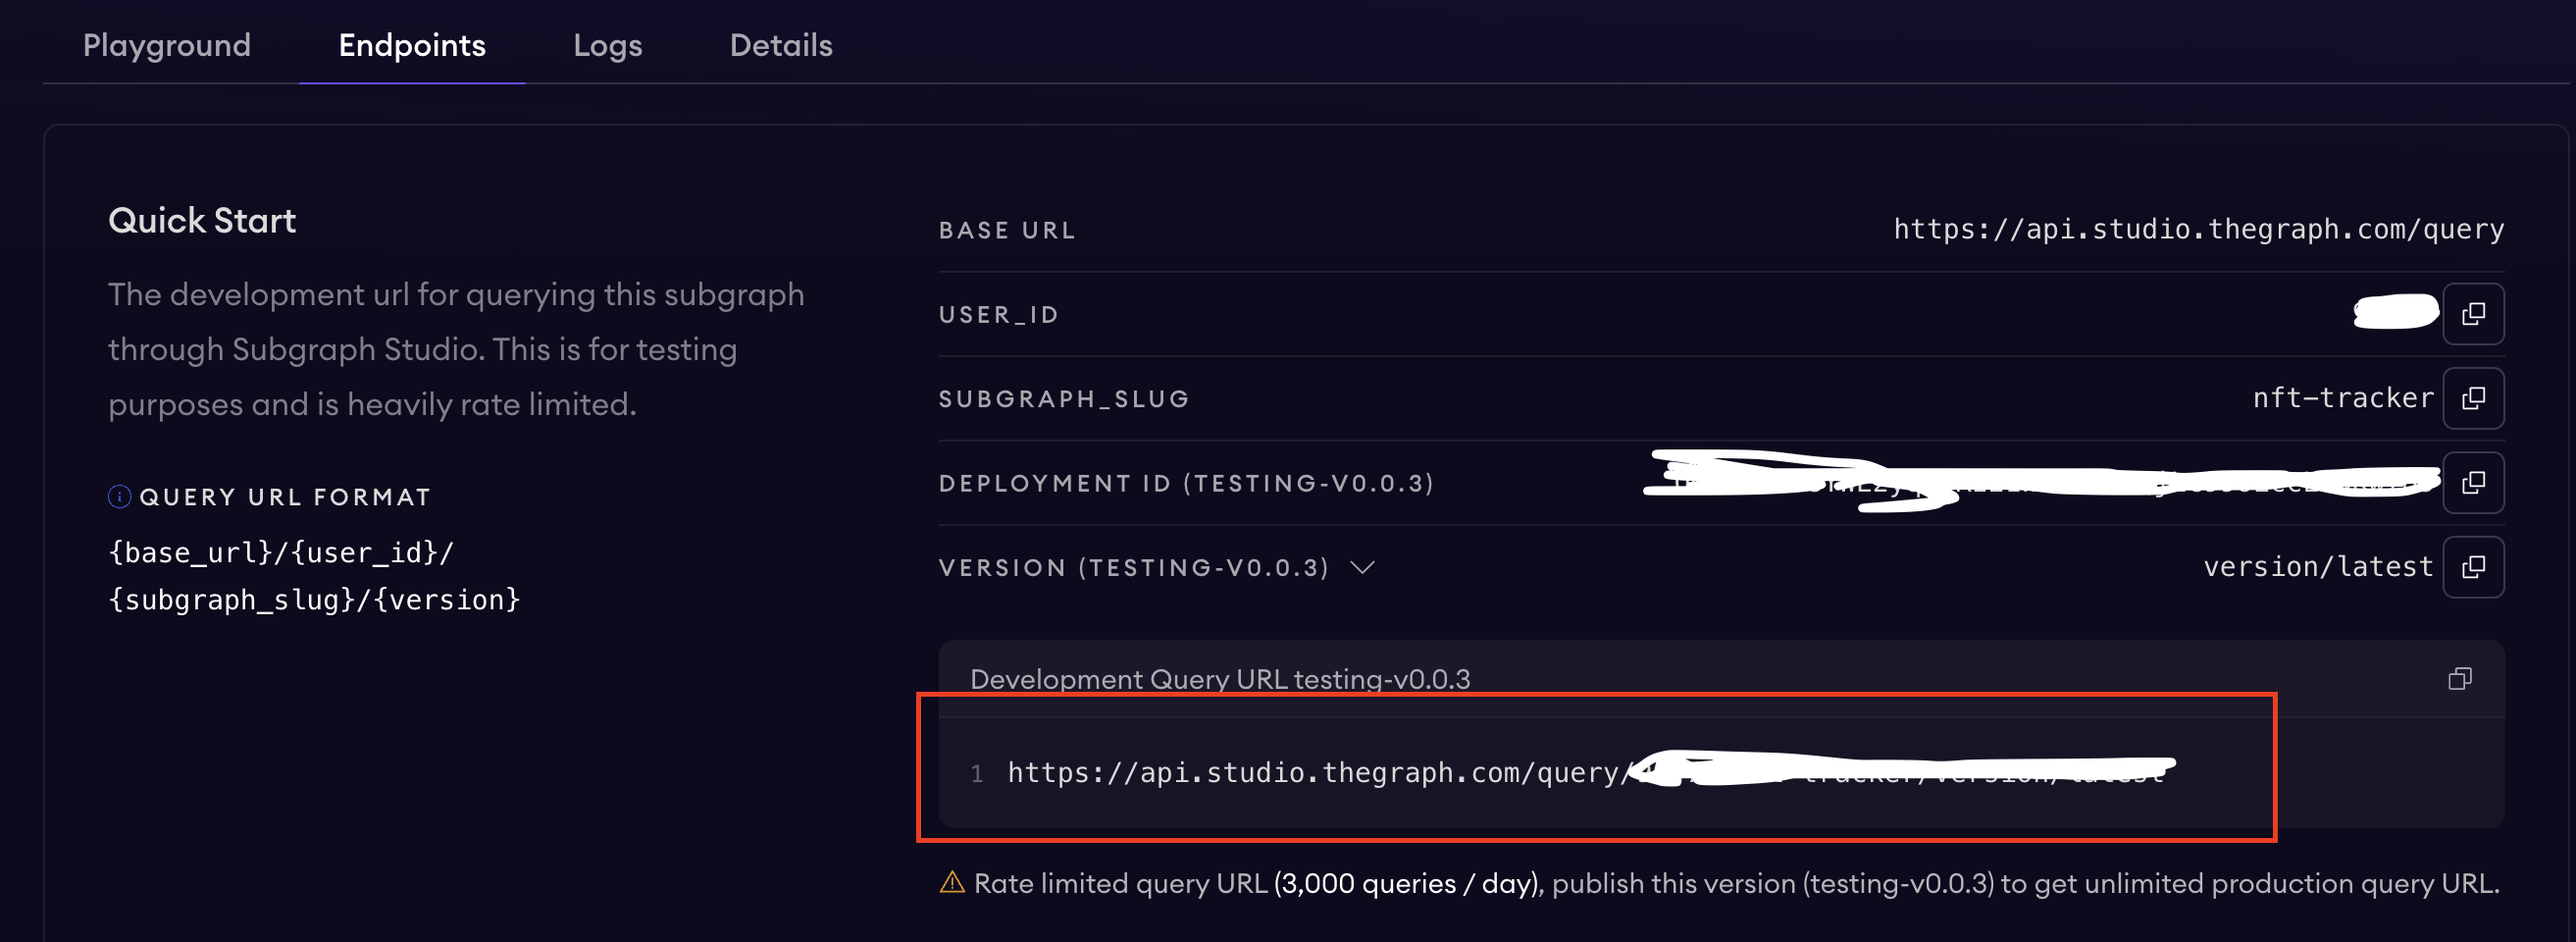 Playground
Endpoints
Logs
Details
Quick Start
The development url for querying this subgraph
through Subgraph Studio. This is for testing
purposes and is heavily rate limited.
QUERY URL FORMAT
{base_url}/{user_id}/
{subgraph_slug}/{version}
BASE URL
https://api.studio.thegraph.com/query
USER_ID
SUBGRAPH_SLUG
nft-tracker
DEPLOYMENT ID (TESTING-V0.0.3)
VERSION (TESTING-V0.0.3)
version/latest
Development Query URL testing-v0.0.3
1 https://api.studio.thegraph.com/query/
Rate limited query URL (3,000 queries / day), publish this version (testing-v0.0.3) to get unlimited production query URL.